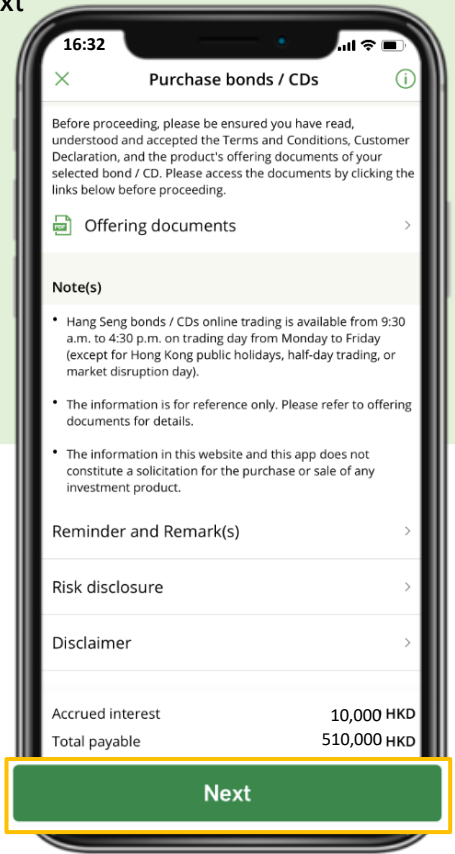 16:32
Purchase bonds / CDs
Before proceeding, please be ensured you have read,
understood and accepted the Terms and Conditions, Customer
Declaration, and the product's offering documents of your
selected bond / CD. Please access the documents by clicking the
links below before proceeding.
PDF
Offering documents
Note(s)
• Hang Seng bonds / CDs online trading is available from 9:30
a.m. to 4:30 p.m. on trading day from Monday to Friday
(except for Hong Kong public holidays, half-day trading, or
market disruption day).
• The information is for reference only. Please refer to offering
documents for details.
• The information in this website and this app does not
constitute a solicitation for the purchase or sale of any
investment product.
Reminder and Remark(s)
Risk disclosure
Disclaimer
Accrued interest 10,000 HKD
Total payable 510,000 HKD
Next